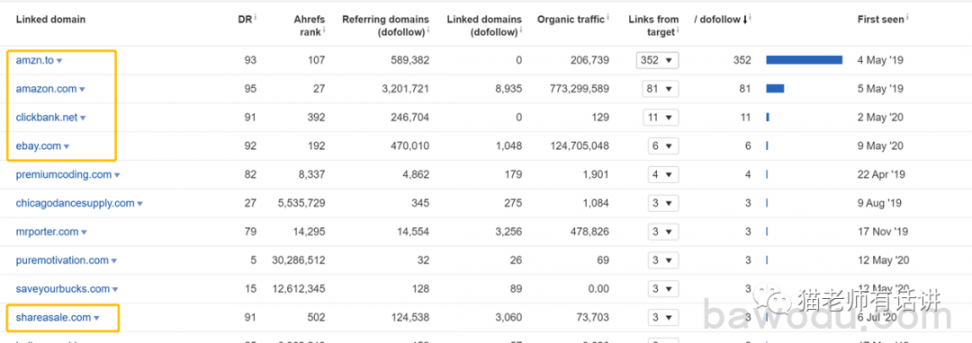 Linked domain DR Ahrefs rank Referring domains (dofollow) Linked domains (dofollow) Organic traffic Links from target / dofollow First seen
amzn.to 93 107 589,382 0 206,739 352 352 4 May '19
amazon.com 95 27 3,201,721 8,935 773,299,589 81 81 5 May '19
clickbank.net 91 392 246,704 0 129 11 11 2 May '20
ebay.com 92 192 470,010 1,048 124,705,048 6 6 9 May '20
premiumcoding.com 82 8,337 4,862 179 1,901 4 4 22 Apr '19
chicagodancesupply.com 27 5,535,729 345 275 1,084 3 3 9 Aug '19
mrporter.com 79 14,295 14,554 3,256 478,826 3 3 17 Nov '19
puremotivation.com 5 30,286,512 32 26 69 3 3 12 May '20
saveyourbucks.com 15 12,612,345 128 89 0.00 3 3 12 May '20
猫老师有话讲
shareasale.com 91 502 124,538 3,060 73,703 3 3 6 Jul '20
bawodu.com